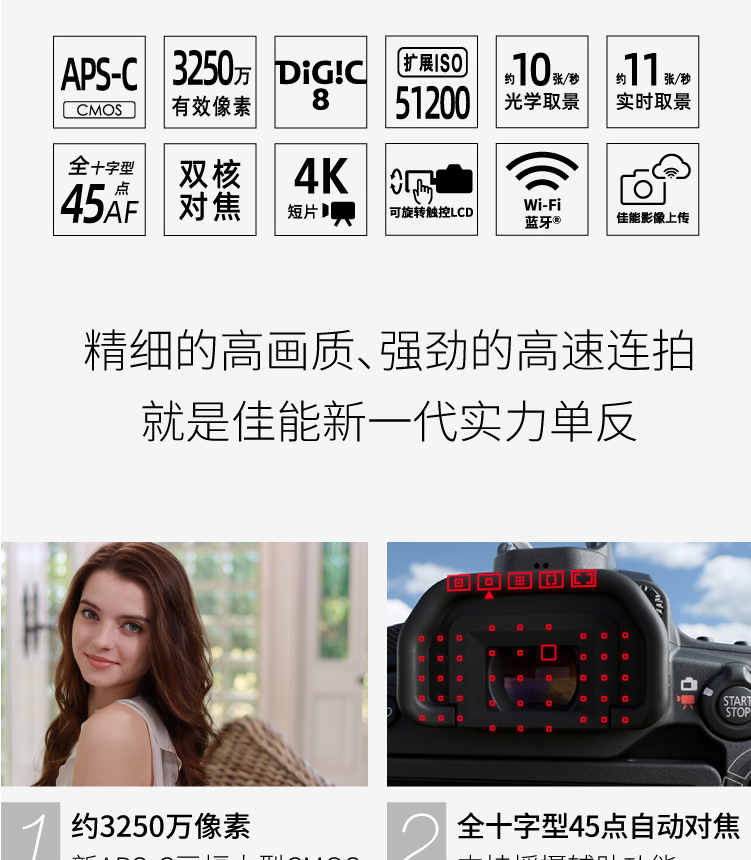 APS-C
CMOS
3250万
有效像素
DiG!C
8
扩展ISO
51200
约10张/秒
光学取景
约11张/秒
实时取景
全十字型
45点AF
双核
对焦
4K
短片
可旋转触控LCD
Wi-Fi
蓝牙®
佳能影像上传
精细的高画质、强劲的高速连拍
就是佳能新一代实力单反
START
STOP
1
约3250万像素
2
全十字型45点自动对焦